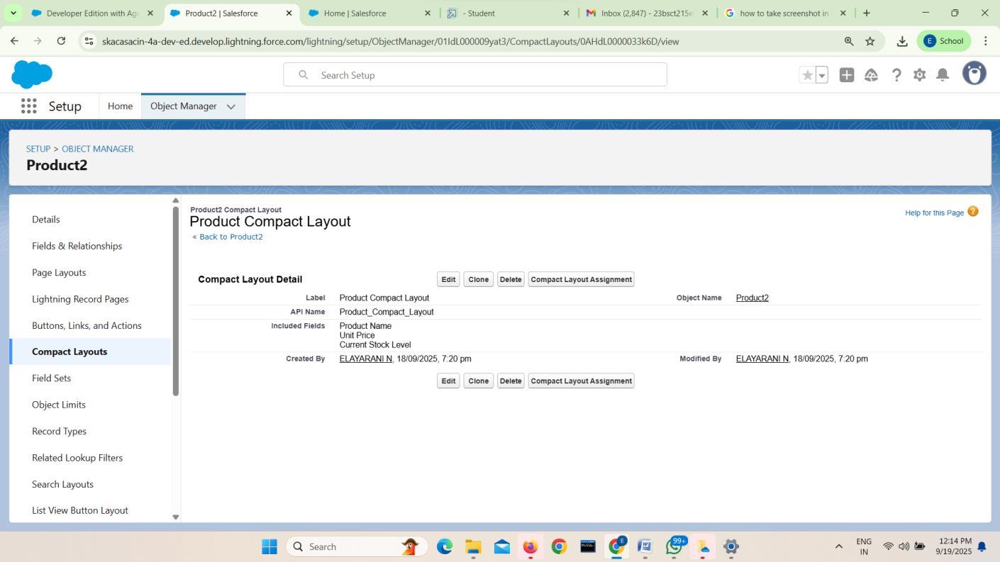 Developer Edition with Age
Product2 | Salesforce
Home | Salesforce
- Student
Inbox (2,847) - 23bsct215e
how to take screenshot in
skacasacin-4a-dev-ed.develop.lightning.force.com/lightning/setup/ObjectManager/01IdL000009yat3/CompactLayouts/0AHdL0000033k6D/view
E School
Search Setup
Setup
Home
Object Manager
SETUP > OBJECT MANAGER
Product2
Details
Fields & Relationships
Page Layouts
Lightning Record Pages
Buttons, Links, and Actions
Compact Layouts
Field Sets
Object Limits
Record Types
Related Lookup Filters
Search Layouts
List View Button Layout
Product2 Compact Layout
Product Compact Layout
« Back to Product2
Help for this Page ?
Compact Layout Detail
Edit Clone Delete Compact Layout Assignment
Label Product Compact Layout Object Name Product2
API Name Product_Compact_Layout
Included Fields Product Name
Unit Price
Current Stock Level
Created By ELAYARANI N, 18/09/2025, 7:20 pm Modified By ELAYARANI N, 18/09/2025, 7:20 pm
Edit Clone Delete Compact Layout Assignment
Search
MySQL
E
99+
ENG
IN
12:14 PM
9/19/2025